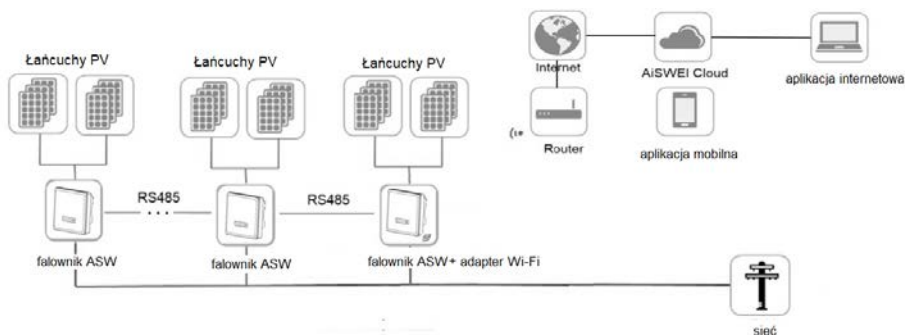 Łańcuchy PV
Łańcuchy PV
Łańcuchy PV
Internet
AiSWEI Cloud
aplikacja internetowa
Router
aplikacja mobilna
RS485
RS485
falownik ASW
falownik ASW
falownik ASW+ adapter Wi-Fi
sieć